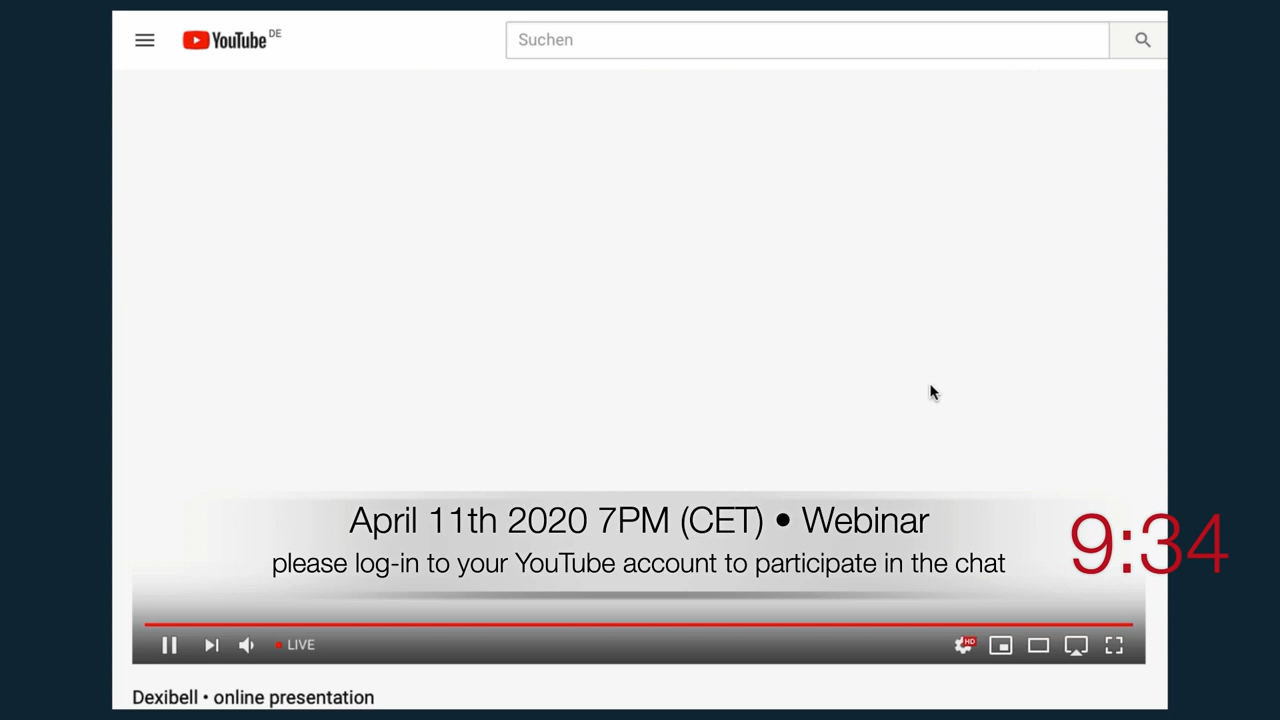 YouTube DE
Suchen
April 11th 2020 7PM (CET) • Webinar
please log-in to your YouTube account to participate in the chat
9:34
LIVE
HD
Dexibell • online presentation